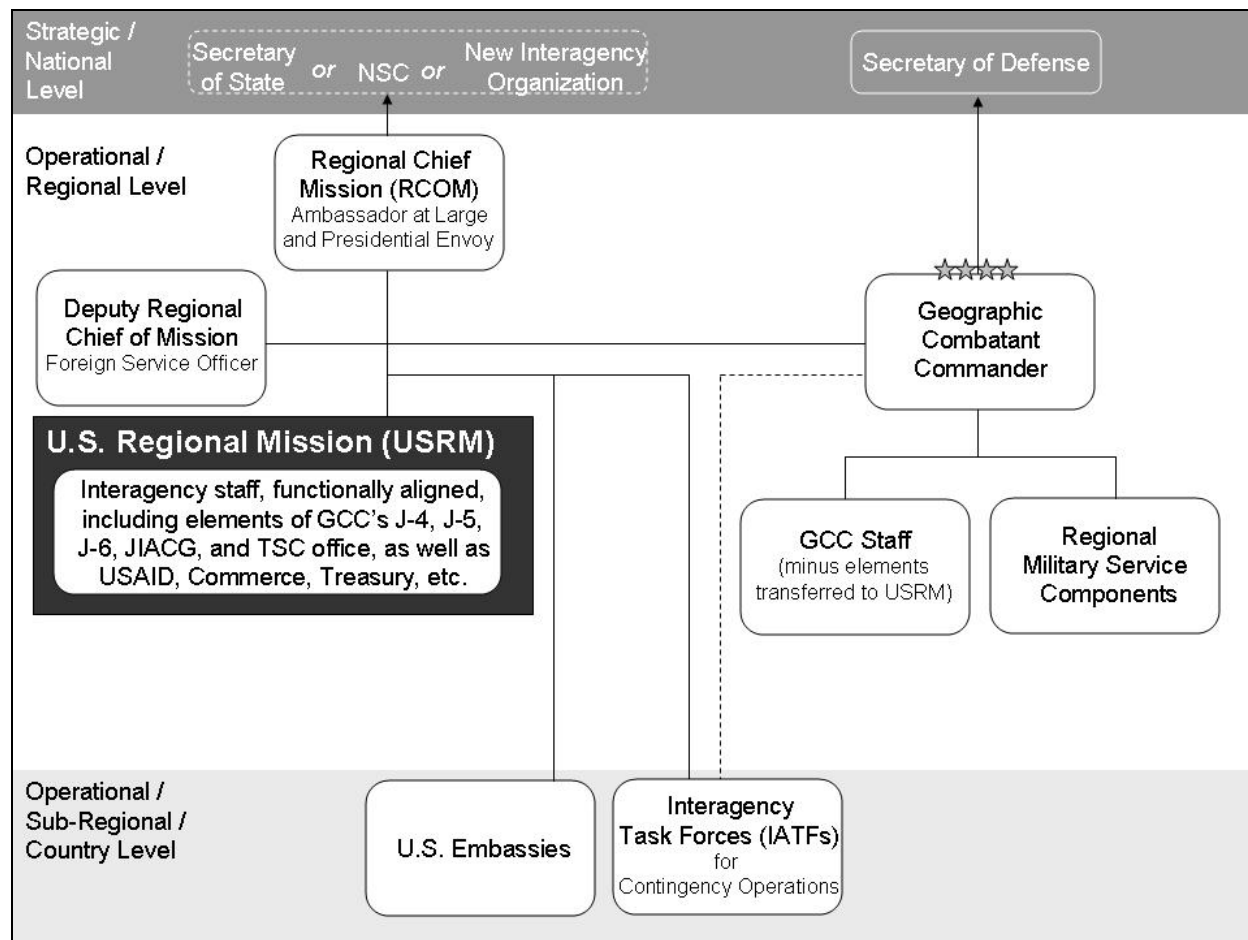 Strategic /
National
Level
Secretary
of State
or
NSC
or
New Interagency
Organization
Secretary of Defense
Operational /
Regional Level
Regional Chief
Mission (RCOM)
Ambassador at Large
and Presidential Envoy
Deputy Regional
Chief of Mission
Foreign Service Officer
Geographic
Combatant
Commander
U.S. Regional Mission (USRM)
Interagency staff, functionally aligned,
including elements of GCC's J-4, J-5,
J-6, JIACG, and TSC office, as well as
USAID, Commerce, Treasury, etc.
GCC Staff
(minus elements
transferred to USRM)
Regional
Military Service
Components
Operational /
Sub-Regional /
Country Level
U.S. Embassies
Interagency
Task Forces (IATFs)
for
Contingency Operations